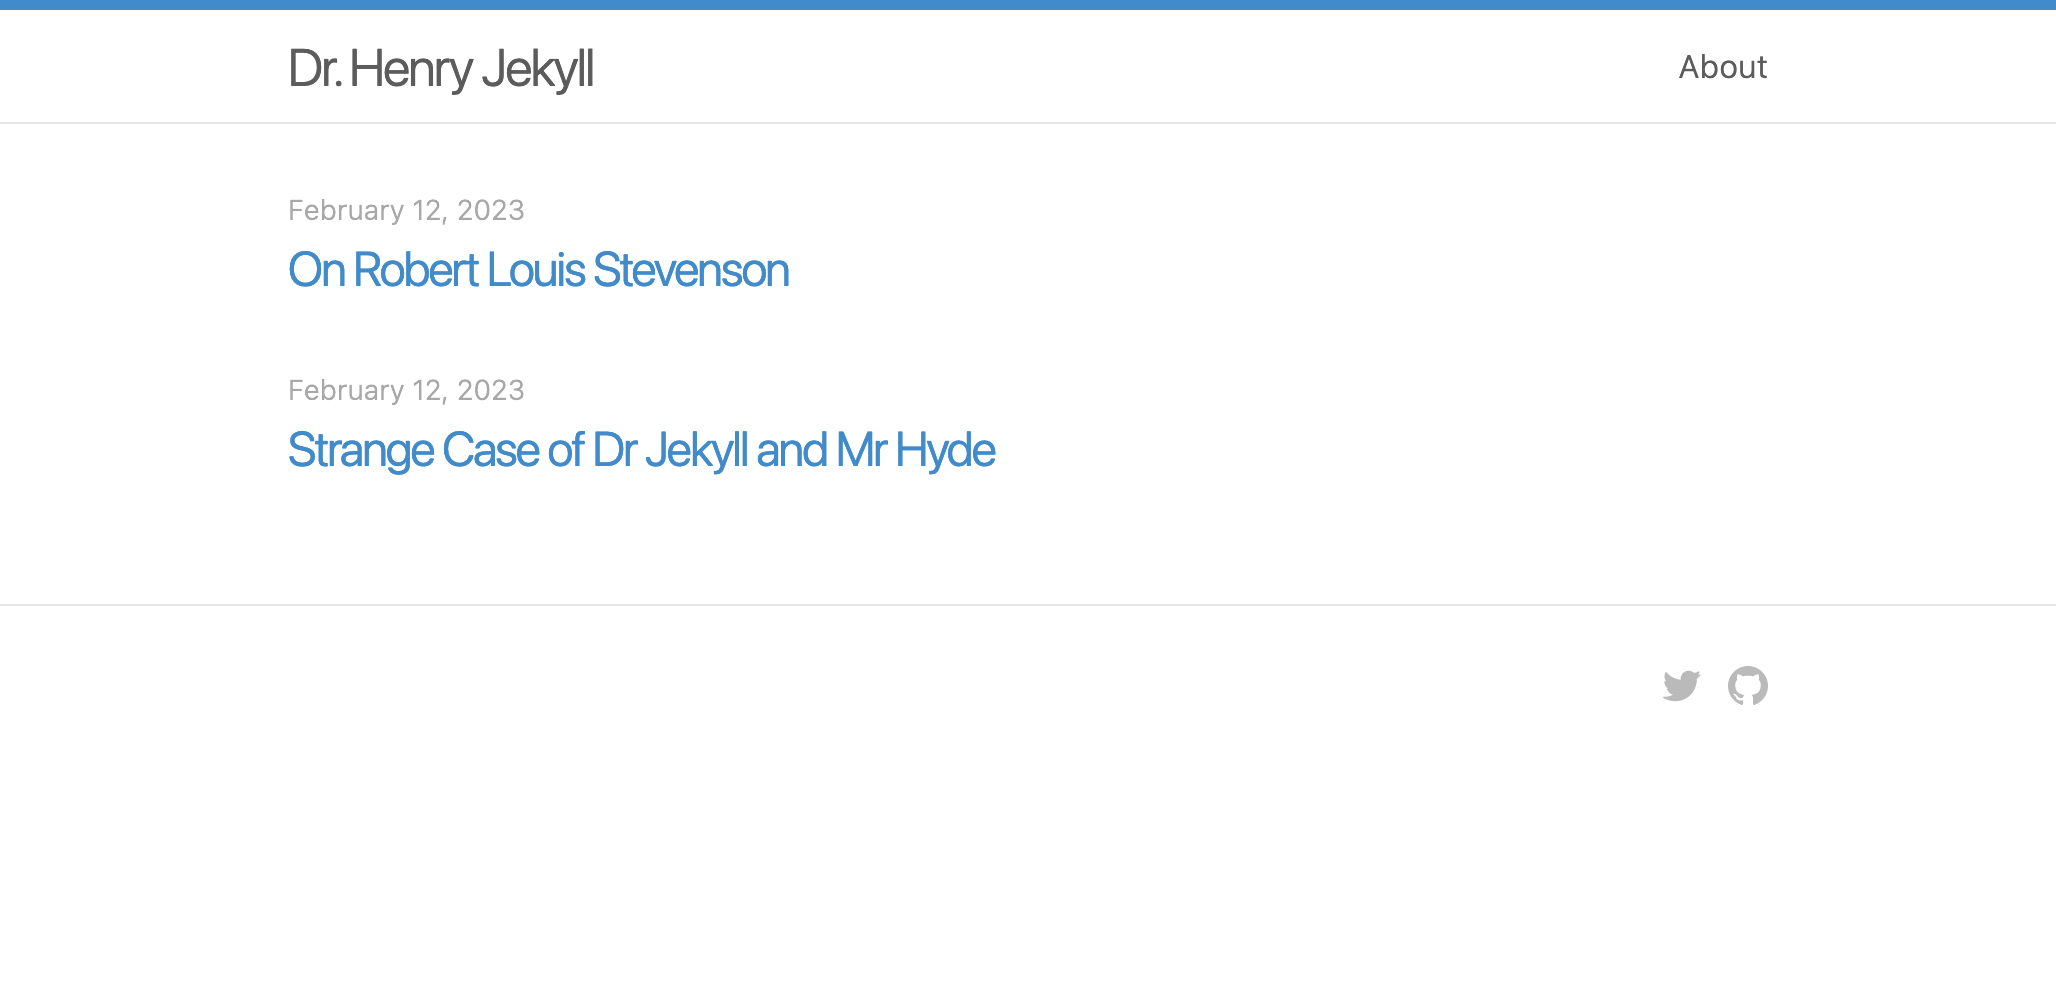 Dr. Henry Jekyll
About
February 12, 2023
On Robert Louis Stevenson
February 12, 2023
Strange Case of Dr Jekyll and Mr Hyde